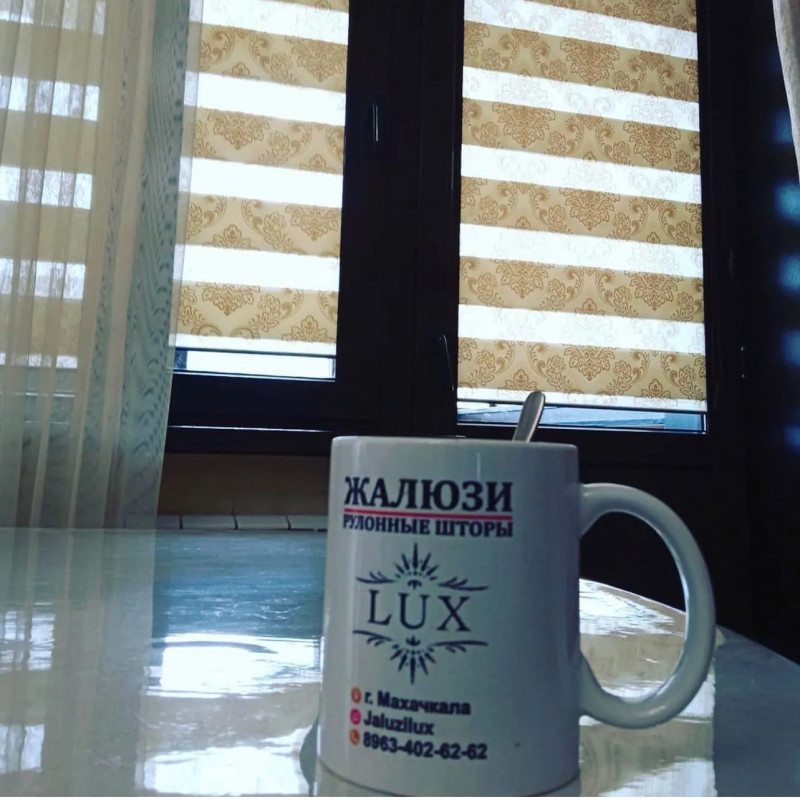 ЖАЛЮЗИ
РУЛОННЫЕ ШТОРЫ
LUX
г. Махачкала
Jaluzilux
8963-402-62-62